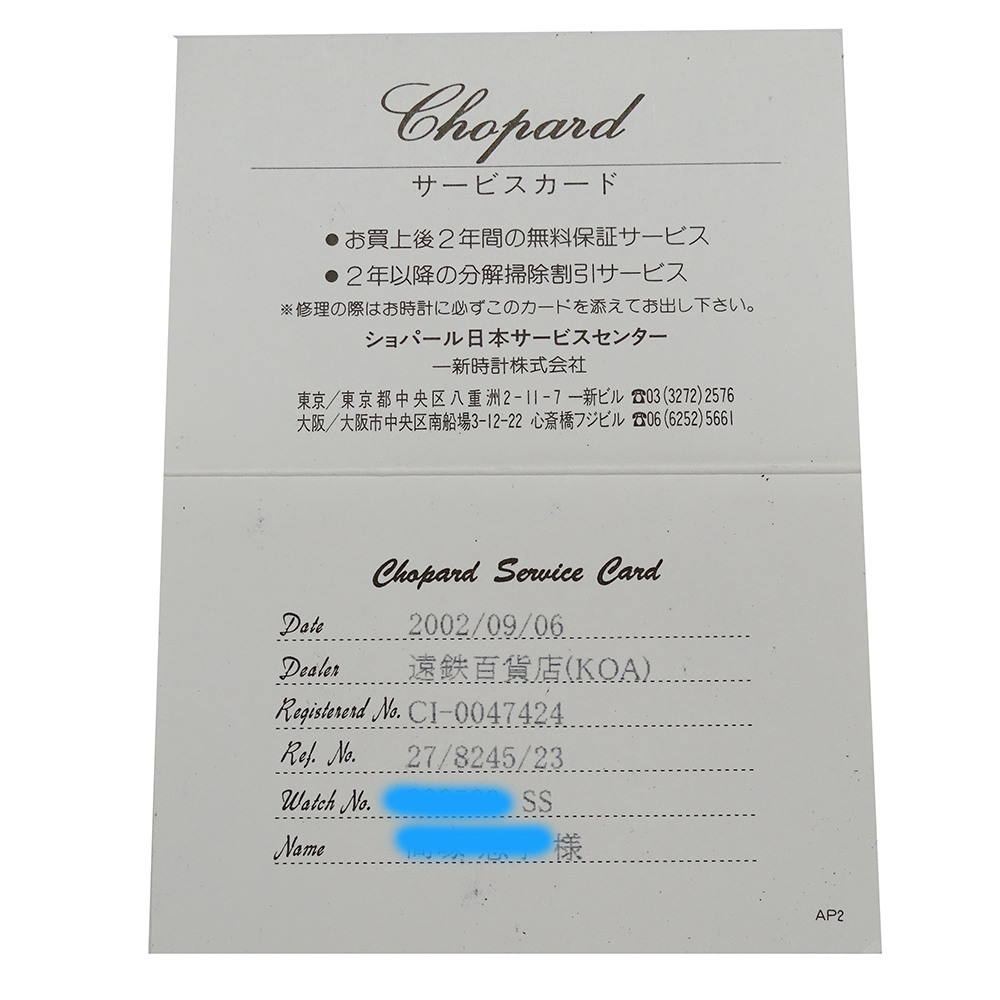 Chopard
サービスカード
●お買上後2年間の無料保証サービス
●2年以降の分解掃除割引サービス
※修理の際はお時計に必ずこのカードを添えてお出し下さい。
ショパール日本サービスセンター
一新時計株式会社
東京/東京都中央区八重洲2-11-7 一新ビル ☎03(3272)2576
大阪/大阪市中央区南船場3-12-22 心斎橋フジビル ☎06(6252)5661
Chopard Service Card
Date 2002/09/06
Dealer 遠鉄百貨店(KOA)
Registererd No. CI-0047424
Ref. No. 27/8245/23
Watch No. SS
Name 様
AP2